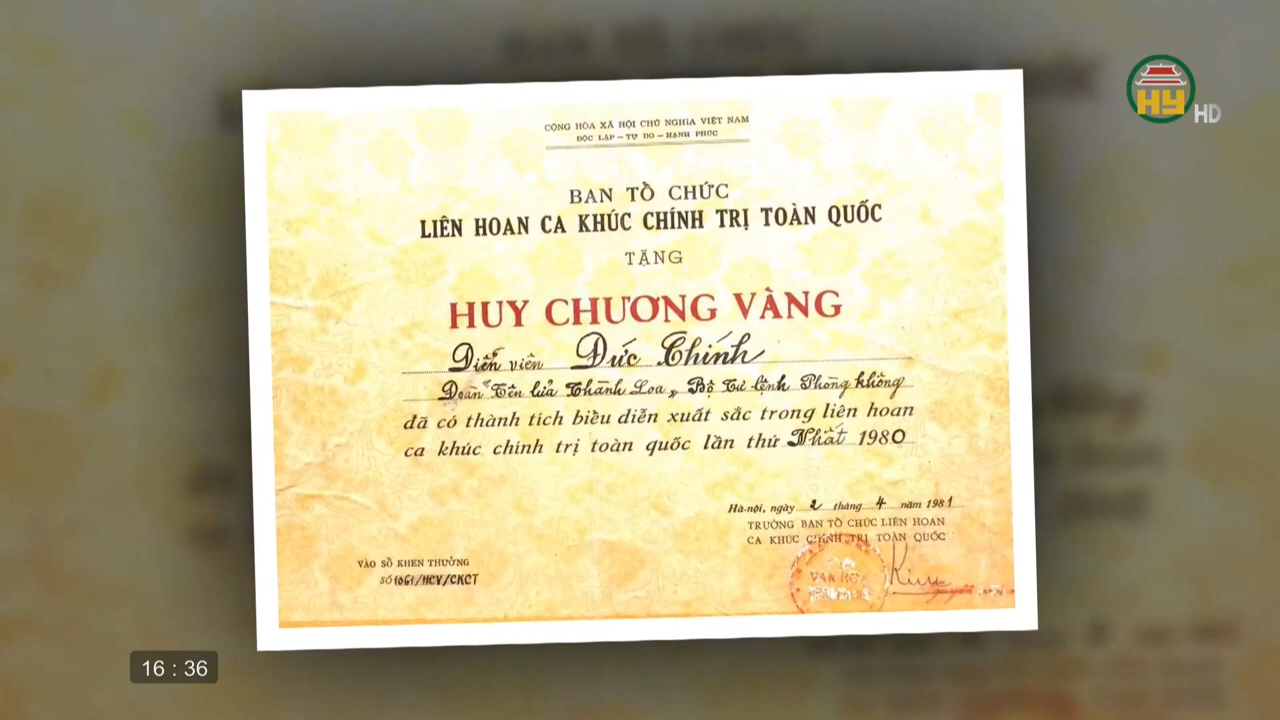 HY HD
CỘNG HÒA XÃ HỘI CHỦ NGHĨA VIỆT NAM
ĐỘC LẬP – TỰ DO – HẠNH PHÚC
BAN TỔ CHỨC
LIÊN HOAN CA KHÚC CHÍNH TRỊ TOÀN QUỐC
TẶNG
HUY CHƯƠNG VÀNG
Diễn viên Đức Chính
Đoàn "Tên lửa Thành Loa", Bộ Tư lệnh Phòng không
đã có thành tích biểu diễn xuất sắc trong liên hoan
ca khúc chính trị toàn quốc lần thứ Nhất 1980
Hà-nội, ngày 2 tháng 4 năm 1981
TRƯỞNG BAN TỔ CHỨC LIÊN HOAN
CA KHÚC CHÍNH TRỊ TOÀN QUỐC
VÀO SỔ KHEN THƯỞNG
SỐ 1061/HCV/CKCT
VĂN HÓA
16 : 36